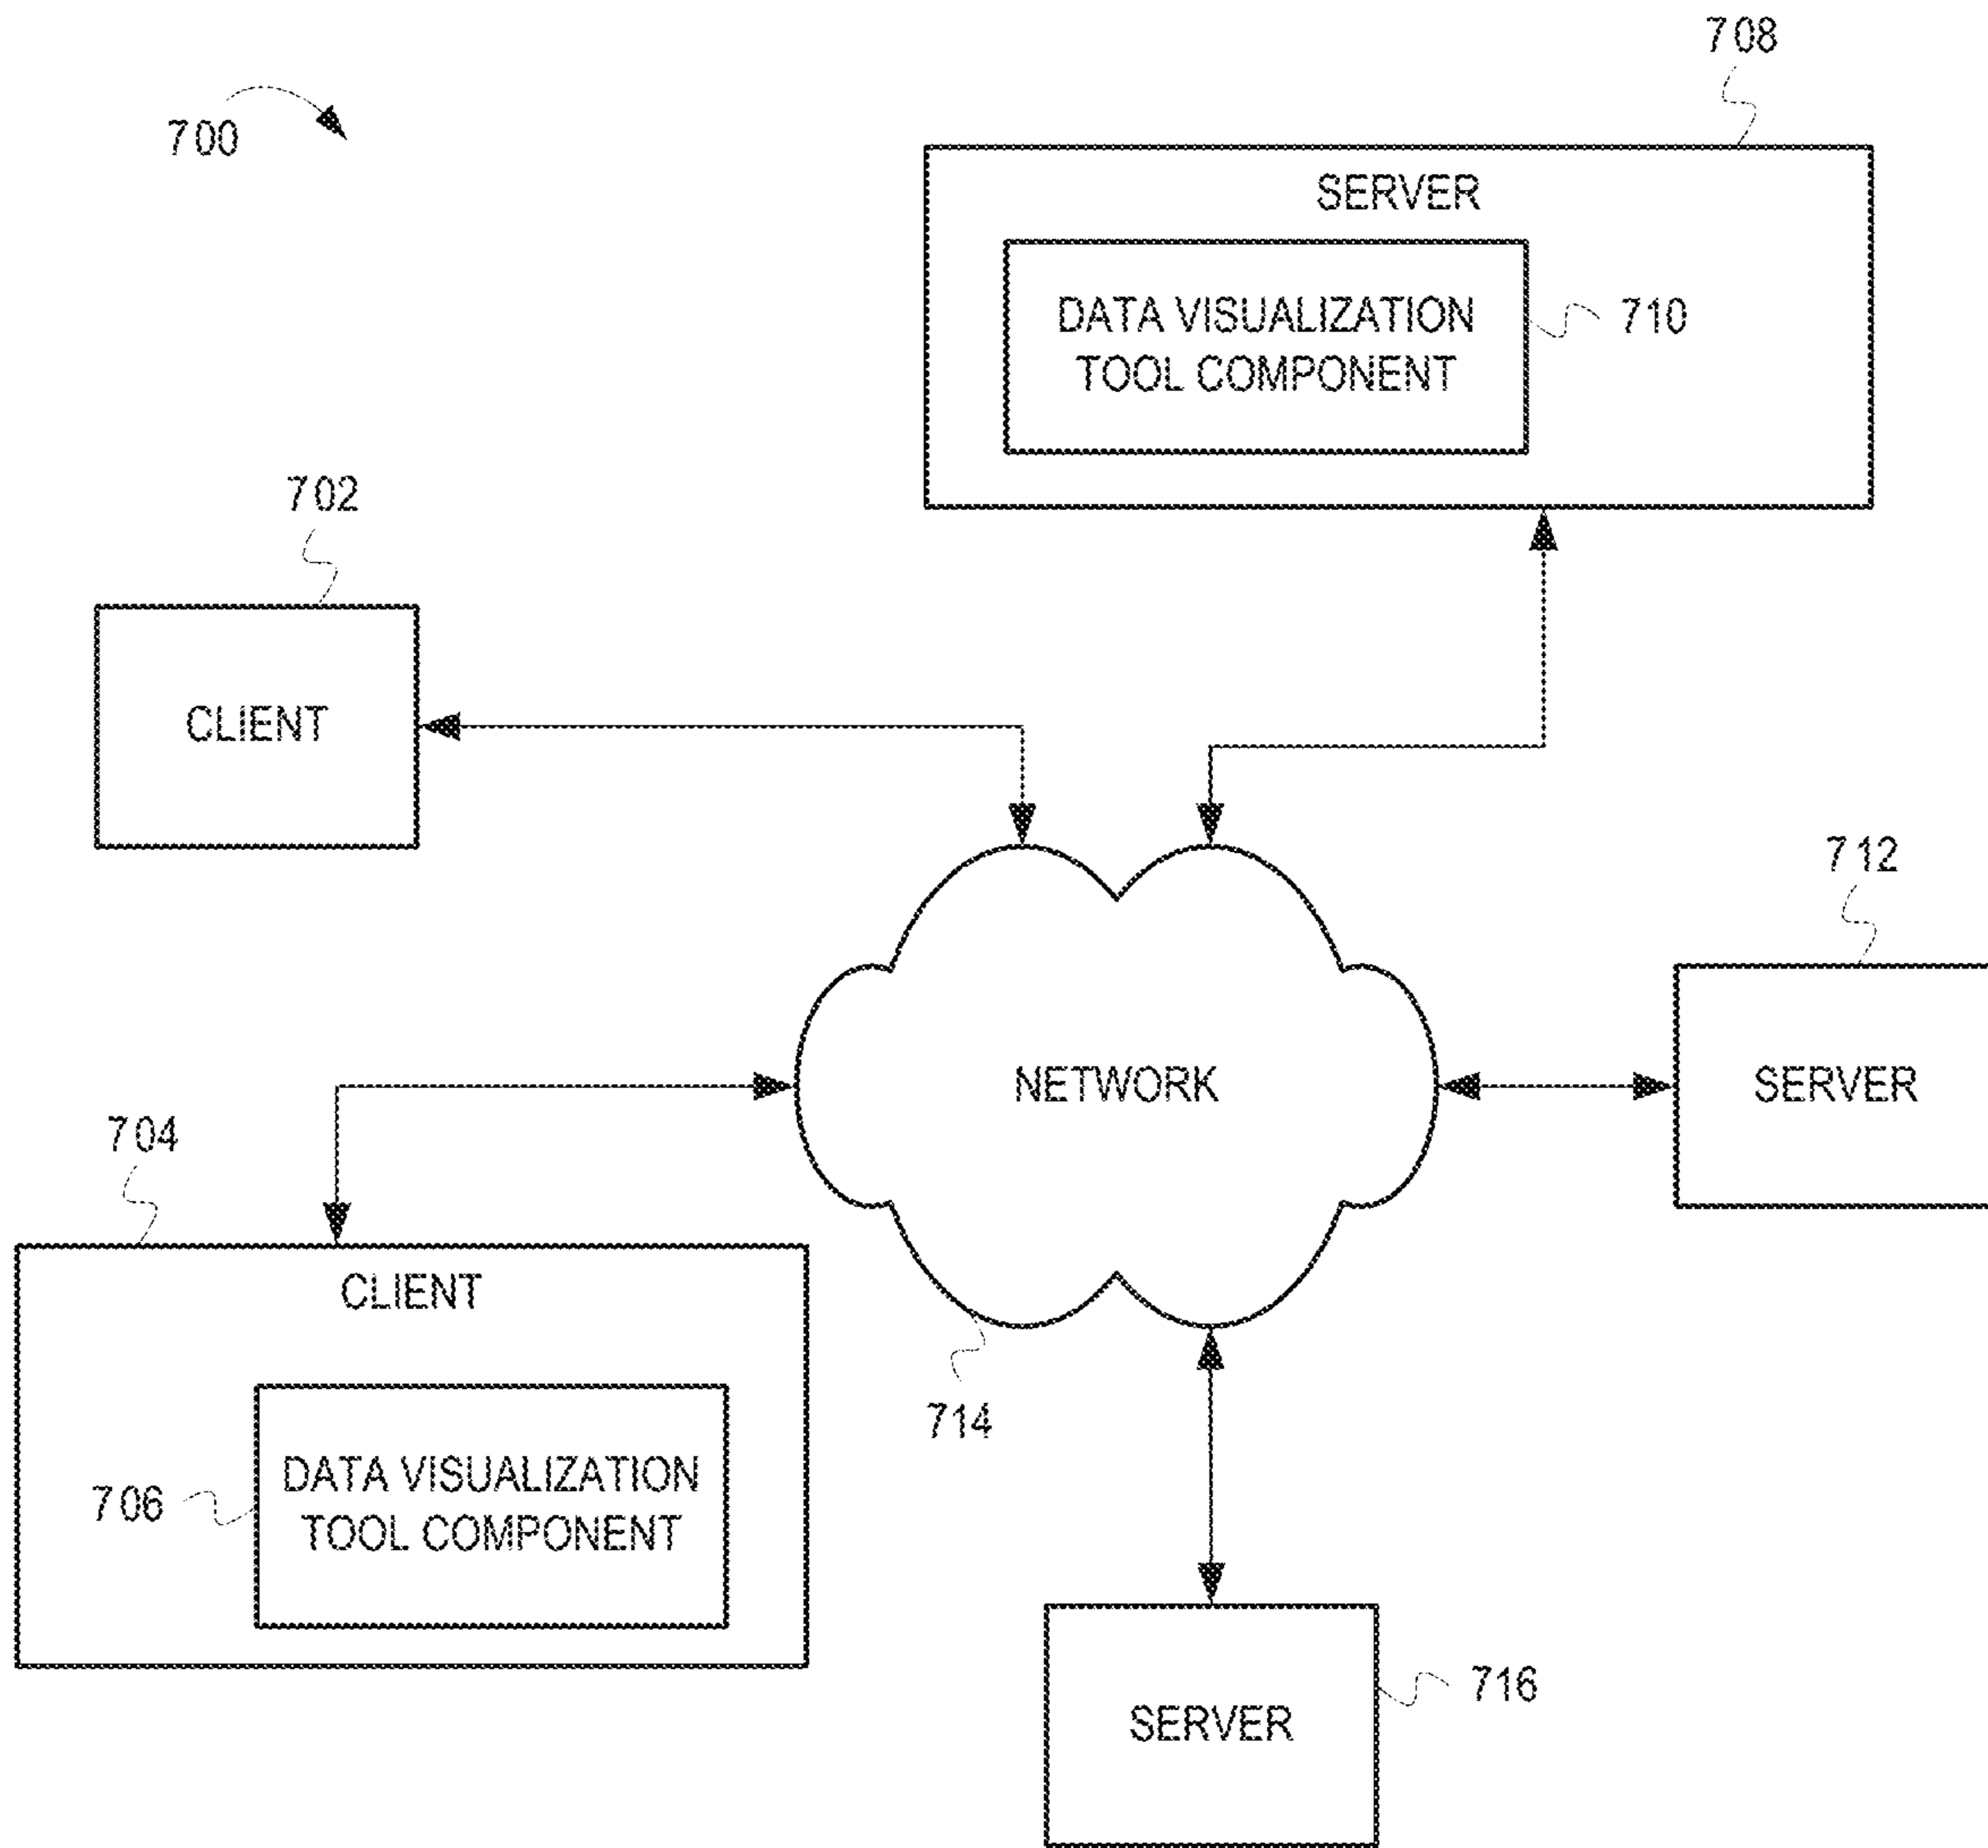 708
700
SERVER
DATA VISUALIZATION
TOOL COMPONENT
710
702
CLIENT
712
NETWORK
SERVER
704
CLIENT
714
DATA VISUALIZATION
TOOL COMPONENT
706
716
SERVER